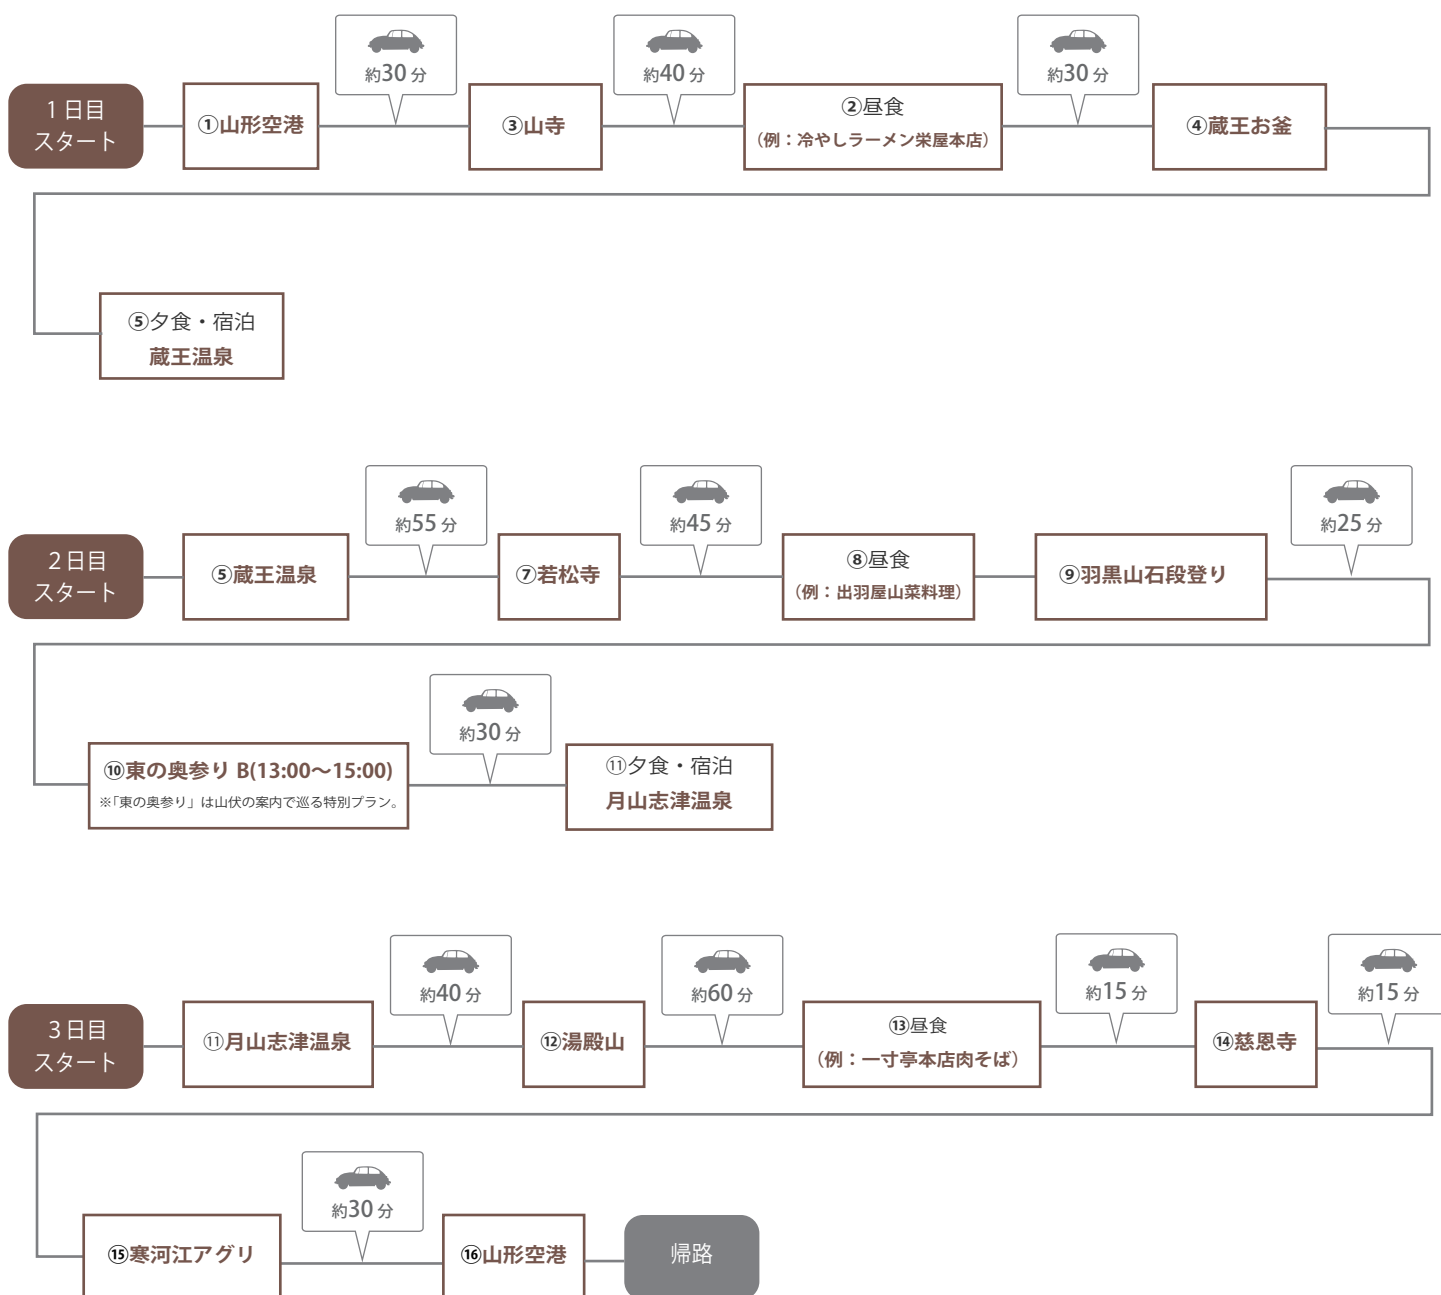 1日目
スタート
①山形空港
約30分
③山寺
約40分
②昼食
(例：冷やしラーメン栄屋本店)
約30分
④蔵王お釜
⑤夕食・宿泊
蔵王温泉
2日目
スタート
⑤蔵王温泉
約55分
⑦若松寺
約45分
⑧昼食
(例：出羽屋山菜料理)
⑨羽黒山石段登り
約25分
⑩東の奥参り B(13:00～15:00)
※「東の奥参り」は山伏の案内で巡る特別プラン。
約30分
⑪夕食・宿泊
月山志津温泉
3日目
スタート
⑪月山志津温泉
約40分
⑫湯殿山
約60分
⑬昼食
(例：一寸亭本店肉そば)
約15分
⑭慈恩寺
約15分
⑮寒河江アグリ
約30分
⑯山形空港
帰路